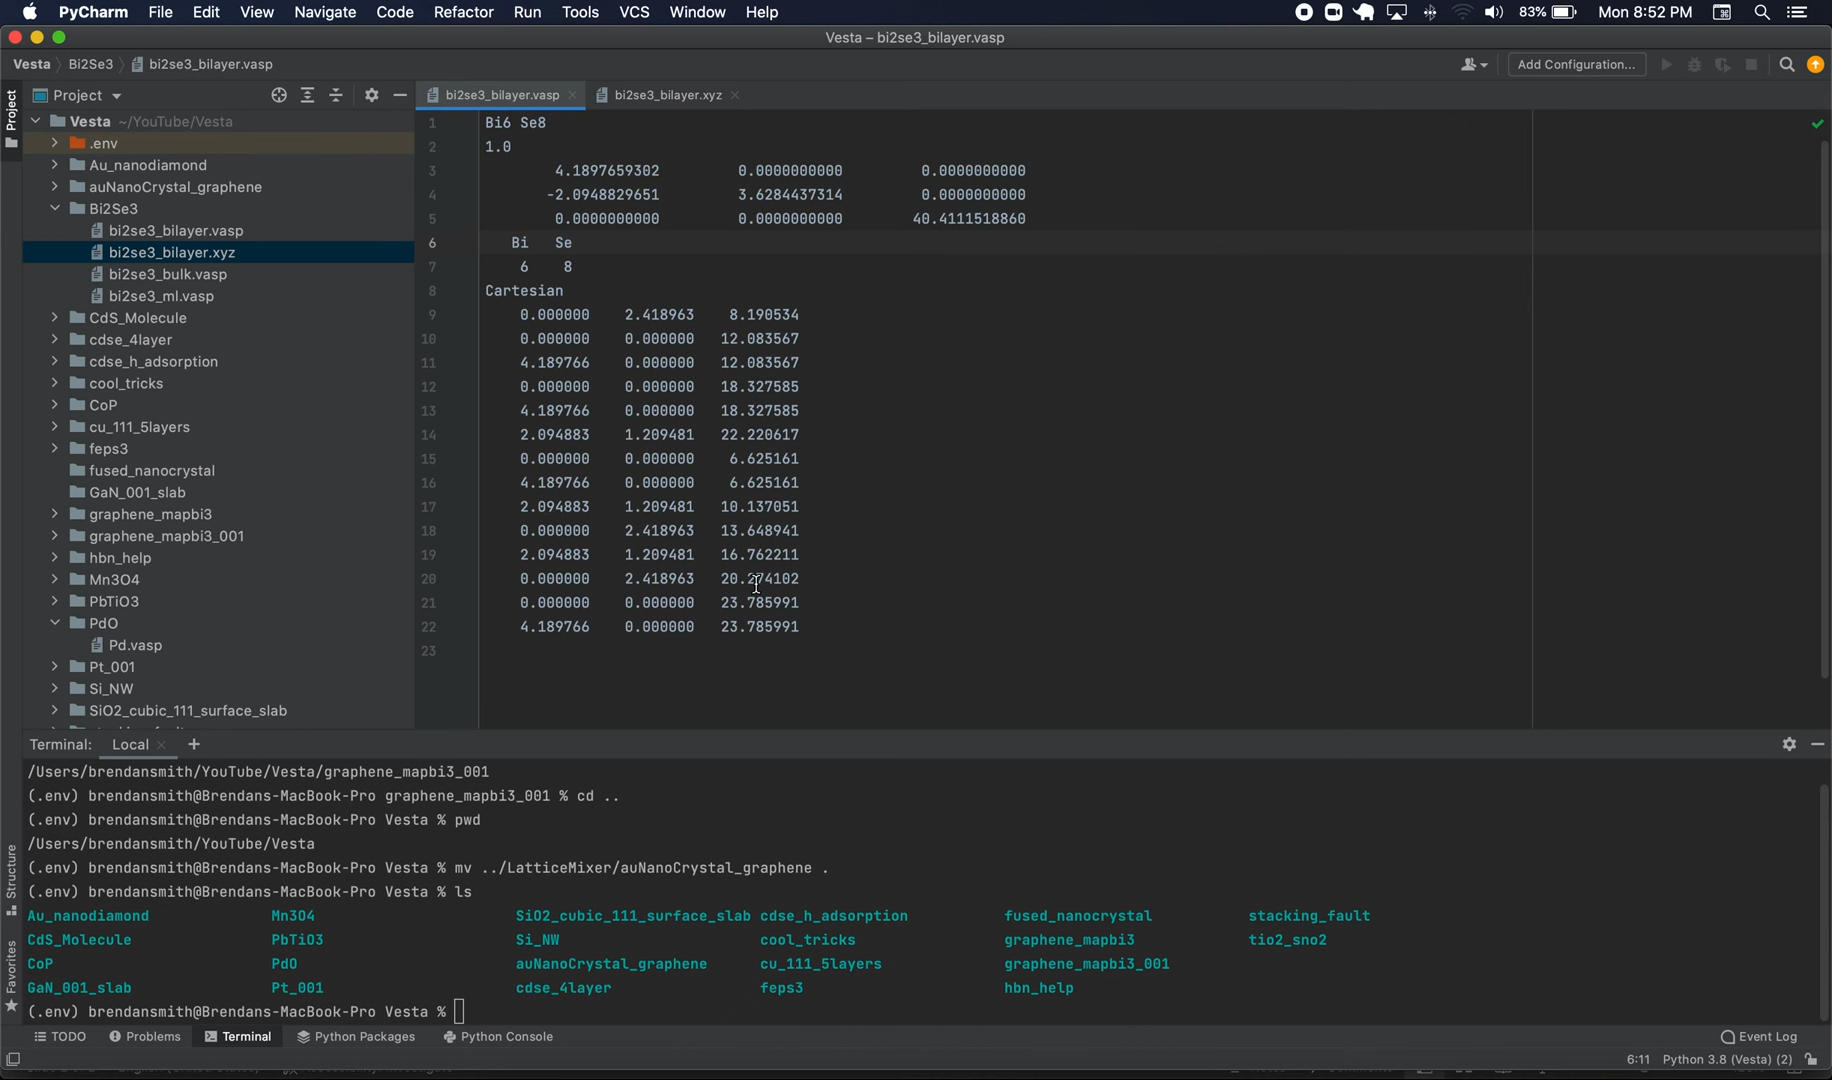 PyCharm File Edit View Navigate Code Refactor Run Tools VCS Window Help 83% Mon 8:52 PM
Vesta – bi2se3_bilayer.vasp
Vesta Bi2Se3 bi2se3_bilayer.vasp Add Configuration...
Project
Project
bi2se3_bilayer.vasp bi2se3_bilayer.xyz
Vesta ~/YouTube/Vesta
.env
Au_nanodiamond
auNanoCrystal_graphene
Bi2Se3
bi2se3_bilayer.vasp
bi2se3_bilayer.xyz
bi2se3_bulk.vasp
bi2se3_ml.vasp
CdS_Molecule
cdse_4layer
cdse_h_adsorption
cool_tricks
CoP
cu_111_5layers
feps3
fused_nanocrystal
GaN_001_slab
graphene_mapbi3
graphene_mapbi3_001
hbn_help
Mn3O4
PbTiO3
PdO
Pd.vasp
Pt_001
Si_NW
SiO2_cubic_111_surface_slab
1 Bi6 Se8
2 1.0
3 4.1897659302 0.0000000000 0.0000000000
4 -2.0948829651 3.6284437314 0.0000000000
5 0.0000000000 0.0000000000 40.4111518860
6 Bi Se
7 6 8
8 Cartesian
9 0.000000 2.418963 8.190534
10 0.000000 0.000000 12.083567
11 4.189766 0.000000 12.083567
12 0.000000 0.000000 18.327585
13 4.189766 0.000000 18.327585
14 2.094883 1.209481 22.220617
15 0.000000 0.000000 6.625161
16 4.189766 0.000000 6.625161
17 2.094883 1.209481 10.137051
18 0.000000 2.418963 13.648941
19 2.094883 1.209481 16.762211
20 0.000000 2.418963 20.274102
21 0.000000 0.000000 23.785991
22 4.189766 0.000000 23.785991
23
Terminal: Local
/Users/brendansmith/YouTube/Vesta/graphene_mapbi3_001
(.env) brendansmith@Brendans-MacBook-Pro graphene_mapbi3_001 % cd ..
(.env) brendansmith@Brendans-MacBook-Pro Vesta % pwd
/Users/brendansmith/YouTube/Vesta
(.env) brendansmith@Brendans-MacBook-Pro Vesta % mv ../LatticeMixer/auNanoCrystal_graphene .
(.env) brendansmith@Brendans-MacBook-Pro Vesta % ls
Au_nanodiamond Mn3O4 SiO2_cubic_111_surface_slab cdse_h_adsorption fused_nanocrystal stacking_fault
CdS_Molecule PbTiO3 Si_NW cool_tricks graphene_mapbi3 tio2_sno2
CoP PdO auNanoCrystal_graphene cu_111_5layers graphene_mapbi3_001
GaN_001_slab Pt_001 cdse_4layer feps3 hbn_help
(.env) brendansmith@Brendans-MacBook-Pro Vesta %
Structure
Favorites
TODO Problems Terminal Python Packages Python Console Event Log
6:11 Python 3.8 (Vesta) (2)